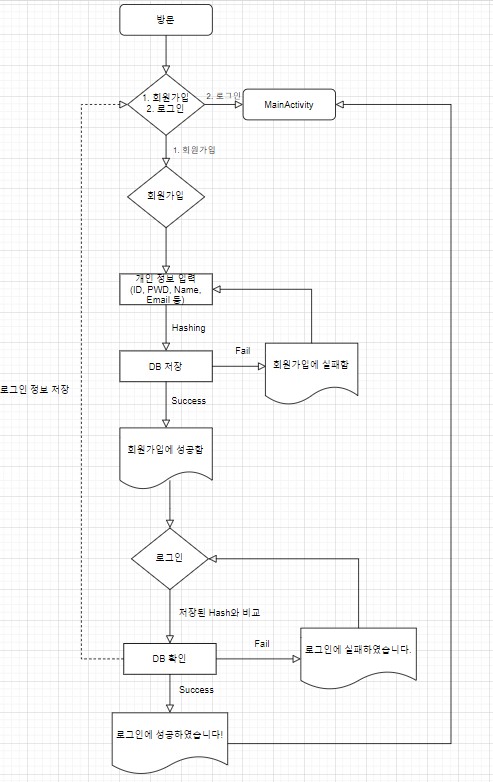 방문
1. 회원가입
2. 로그인
2. 로그인
MainActivity
1. 회원가입
회원가입
개인 정보 입력
(ID, PWD, Name,
Email 등)
Hashing
DB 저장
Fail
회원가입에 실패함
로그인 정보 저장
Success
회원가입에 성공함
로그인
저장된 Hash와 비교
DB 확인
Fail
로그인에 실패하였습니다.
Success
로그인에 성공하였습니다!